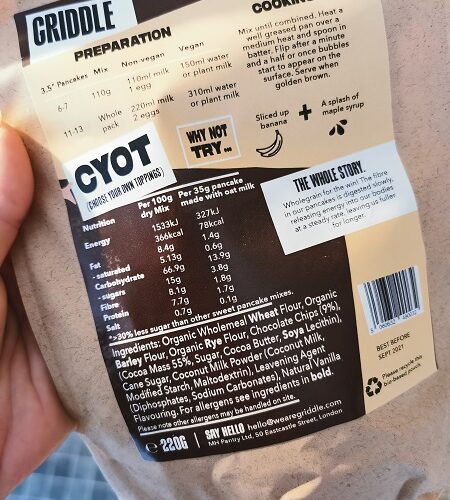 GRIDDLE
PREPARATION
3.5" Pancakes Mix Non-vegan Vegan
6-7 110g 110ml milk 1 egg 150ml water or plant milk
11-13 Whole pack 220ml milk 2 eggs 310ml water or plant milk
COOKING
Mix until combined. Heat a
well greased pan over a
medium heat and spoon in
batter. Flip after a minute
and a half or once bubbles
start to appear on the
surface. Serve when
golden brown.
CYOT
(CHOOSE YOUR OWN TOPPINGS)
WHY NOT
TRY...
Sliced up
banana
+
A splash of
maple syrup
THE WHOLE STORY
Wholegrain for the win! The fibre
in our pancakes is digested slowly,
releasing energy into our bodies
at a steady rate, leaving us fuller
for longer.
Nutrition Per 100g dry Mix Per 35g pancake made with oat milk
Energy 1533kJ 327kJ
366kcal 78kcal
Fat 8.4g 1.4g
- saturated 5.13g 0.6g
Carbohydrate 66.9g 13.9g
- sugars 15g 3.8g
Fibre 8.1g 1.8g
Protein 7.7g 1.7g
Salt 0.7g 0.1g
*>30% less sugar than other sweet pancake mixes.
Ingredients: Organic Wholemeal Wheat Flour, Organic
Barley Flour, Organic Rye Flour, Chocolate Chips (9%),
(Cocoa Mass 55%, Sugar, Cocoa Butter, Soya Lecithin),
Cane Sugar, Coconut Milk Powder (Coconut Milk,
Modified Starch, Maltodextrin), Leavening Agent
(Diphosphates, Sodium Carbonates), Natural Vanilla
Flavouring. For allergens see ingredients in bold.
Please note other allergens may be handled on site.
℮ 220G
SAY HELLO hello@wearegriddle.com
MH Pantry Ltd, 50 Eastcastle Street, London
BEST BEFORE
SEPT 2021
Please recycle this
bio based pouch.